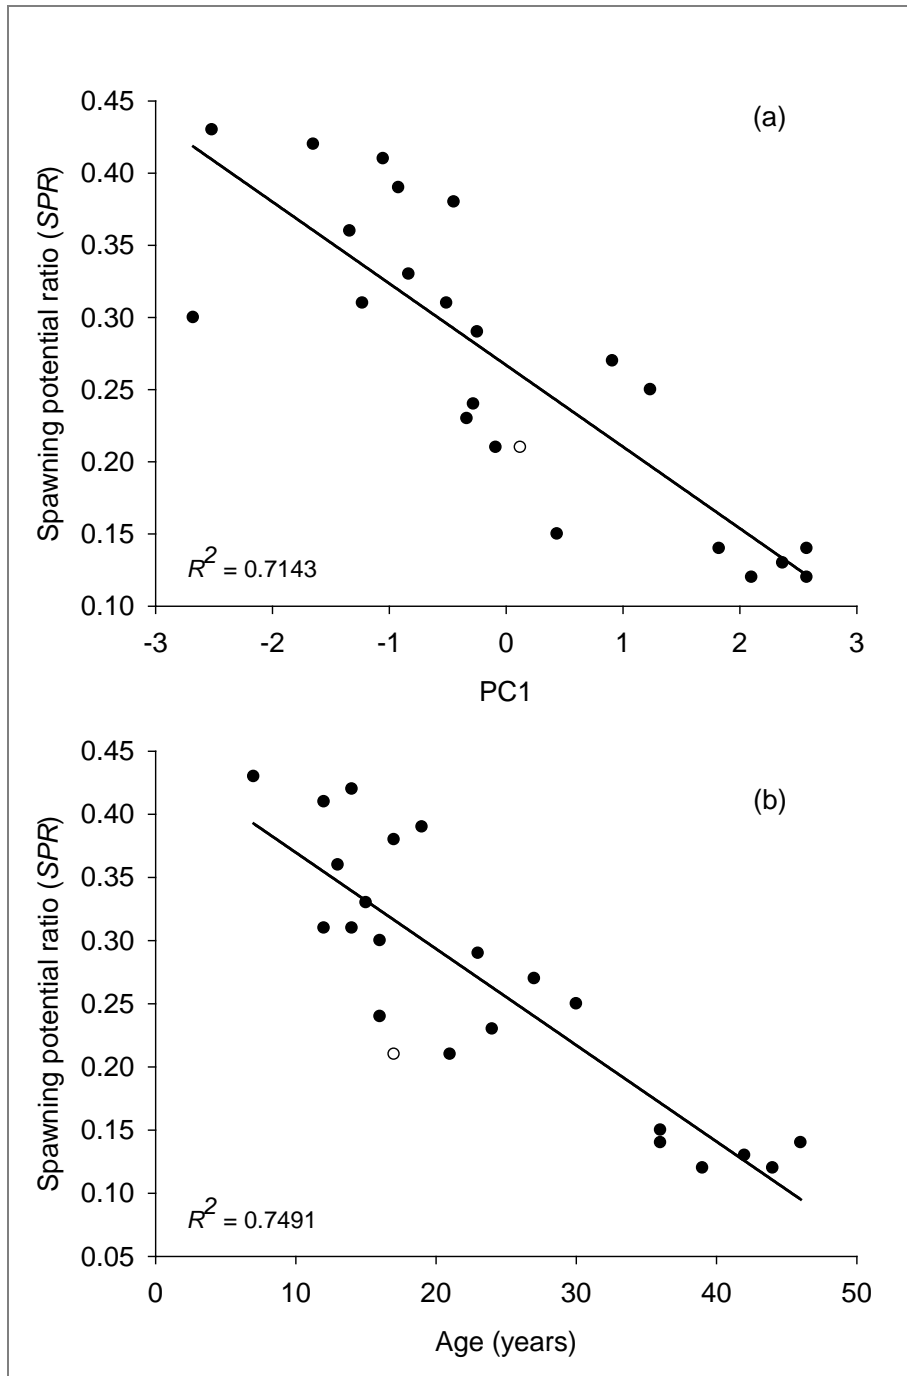 (a)
Spawning potential ratio (SPR)
0.45
0.40
0.35
0.30
0.25
0.20
0.15
0.10
R² = 0.7143
-3 -2 -1 0 1 2 3
PC1
(b)
Spawning potential ratio (SPR)
0.45
0.40
0.35
0.30
0.25
0.20
0.15
0.10
0.05
R² = 0.7491
0 10 20 30 40 50
Age (years)